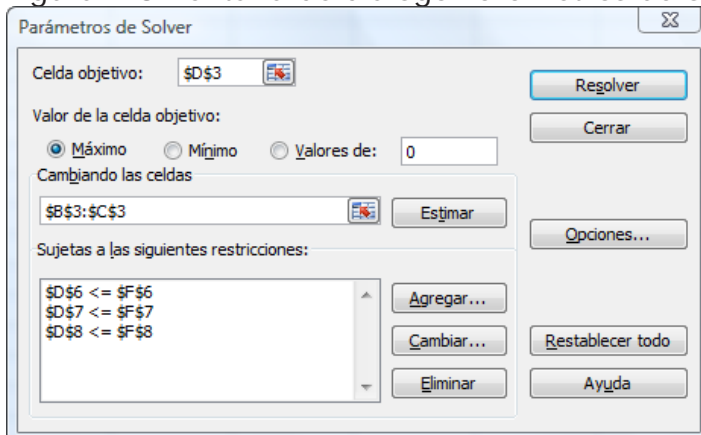 Parámetros de Solver
Celda objetivo: $D$3
Resolver
Valor de la celda objetivo:
Cerrar
Máximo Mínimo Valores de: 0
Cambiando las celdas
$B$3:$C$3 Estimar
Opciones...
Sujetas a las siguientes restricciones:
$D$6 <= $F$6
$D$7 <= $F$7
$D$8 <= $F$8
Agregar...
Cambiar...
Restablecer todo
Eliminar
Ayuda